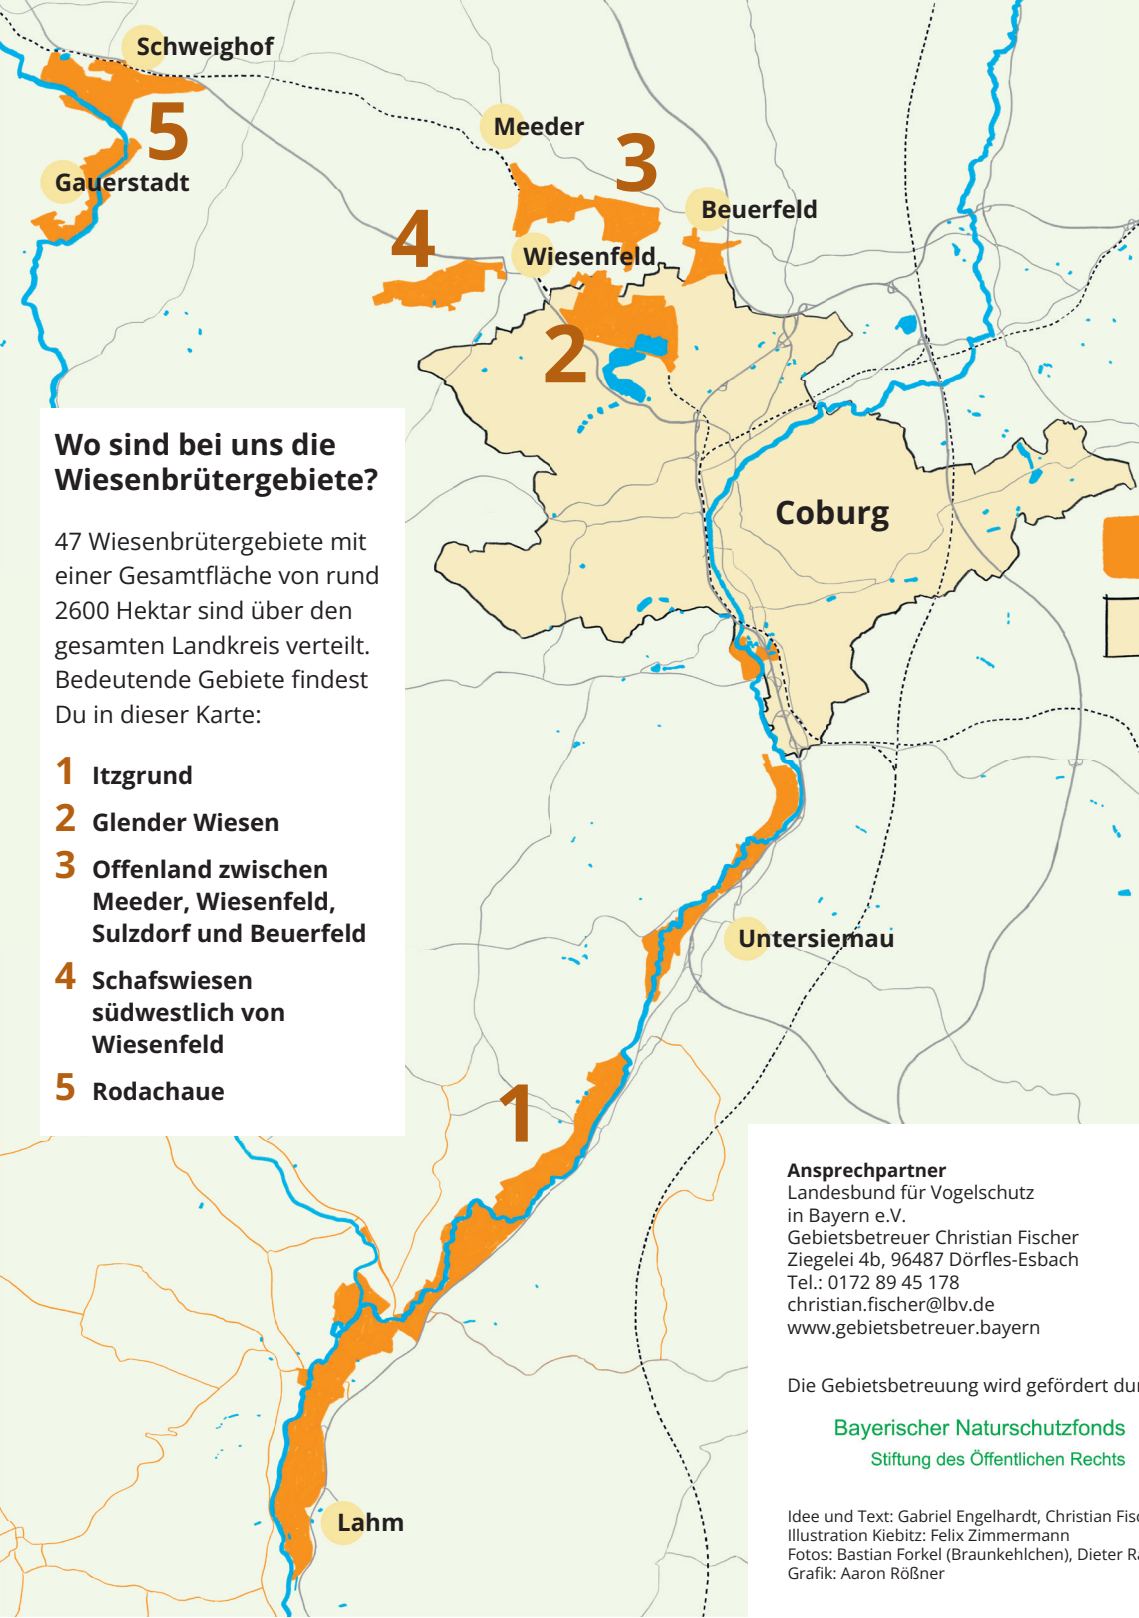 Schweighof
5
Gauerstadt
Meeder
3
Beuerfeld
4
Wiesenfeld
2
Coburg
Wo sind bei uns die
Wiesenbrütergebiete?
47 Wiesenbrütergebiete mit
einer Gesamtfläche von rund
2600 Hektar sind über den
gesamten Landkreis verteilt.
Bedeutende Gebiete findest
Du in dieser Karte:
1 Itzgrund
2 Glender Wiesen
3 Offenland zwischen
Meeder, Wiesenfeld,
Sulzdorf und Beuerfeld
4 Schafswiesen
südwestlich von
Wiesenfeld
5 Rodachaue
Untersiemau
1
Lahm
Ansprechpartner
Landesbund für Vogelschutz
in Bayern e.V.
Gebietsbetreuer Christian Fischer
Ziegelei 4b, 96487 Dörfles-Esbach
Tel.: 0172 89 45 178
christian.fischer@lbv.de
www.gebietsbetreuer.bayern
Die Gebietsbetreuung wird gefördert
Bayerischer Naturschutzfonds
Stiftung des Öffentlichen Rechts
Idee und Text: Gabriel Engelhardt, Christian
Illustration Kiebitz: Felix Zimmermann
Fotos: Bastian Forkel (Braunkehlchen), Dieter
Grafik: Aaron Rößner